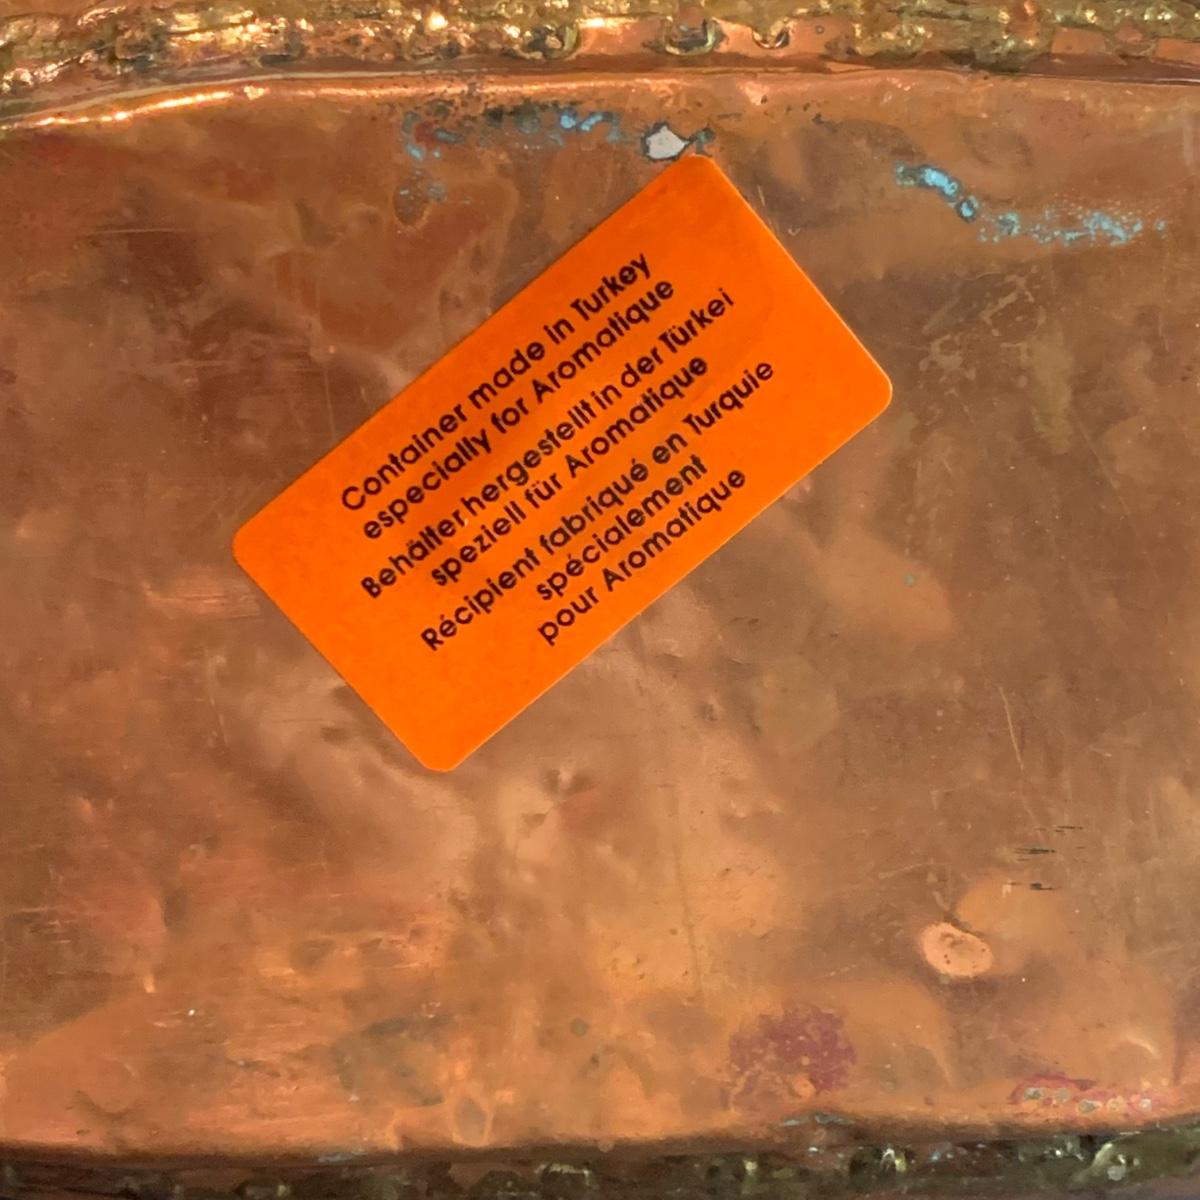 Container made in Turkey
especially for Aromatique
Behälter hergestellt in der Türkei
speziell für Aromatique
Récipient fabriqué en Turquie
spécialement
pour Aromatique